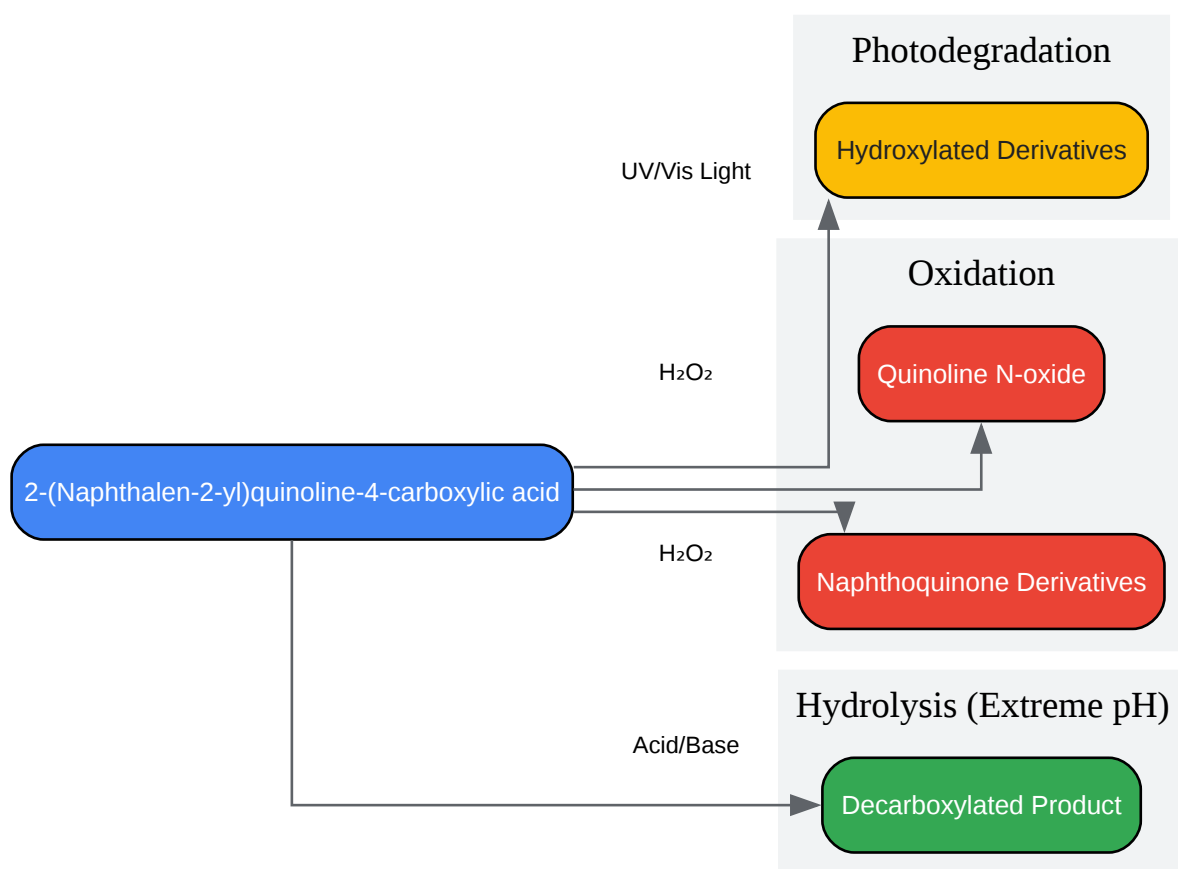 Photodegradation
Hydroxylated Derivatives
UV/Vis Light
Oxidation
Quinoline N-oxide
H₂O₂
2-(Naphthalen-2-yl)quinoline-4-carboxylic acid
H₂O₂
Naphthoquinone Derivatives
Hydrolysis (Extreme pH)
Acid/Base
Decarboxylated Product